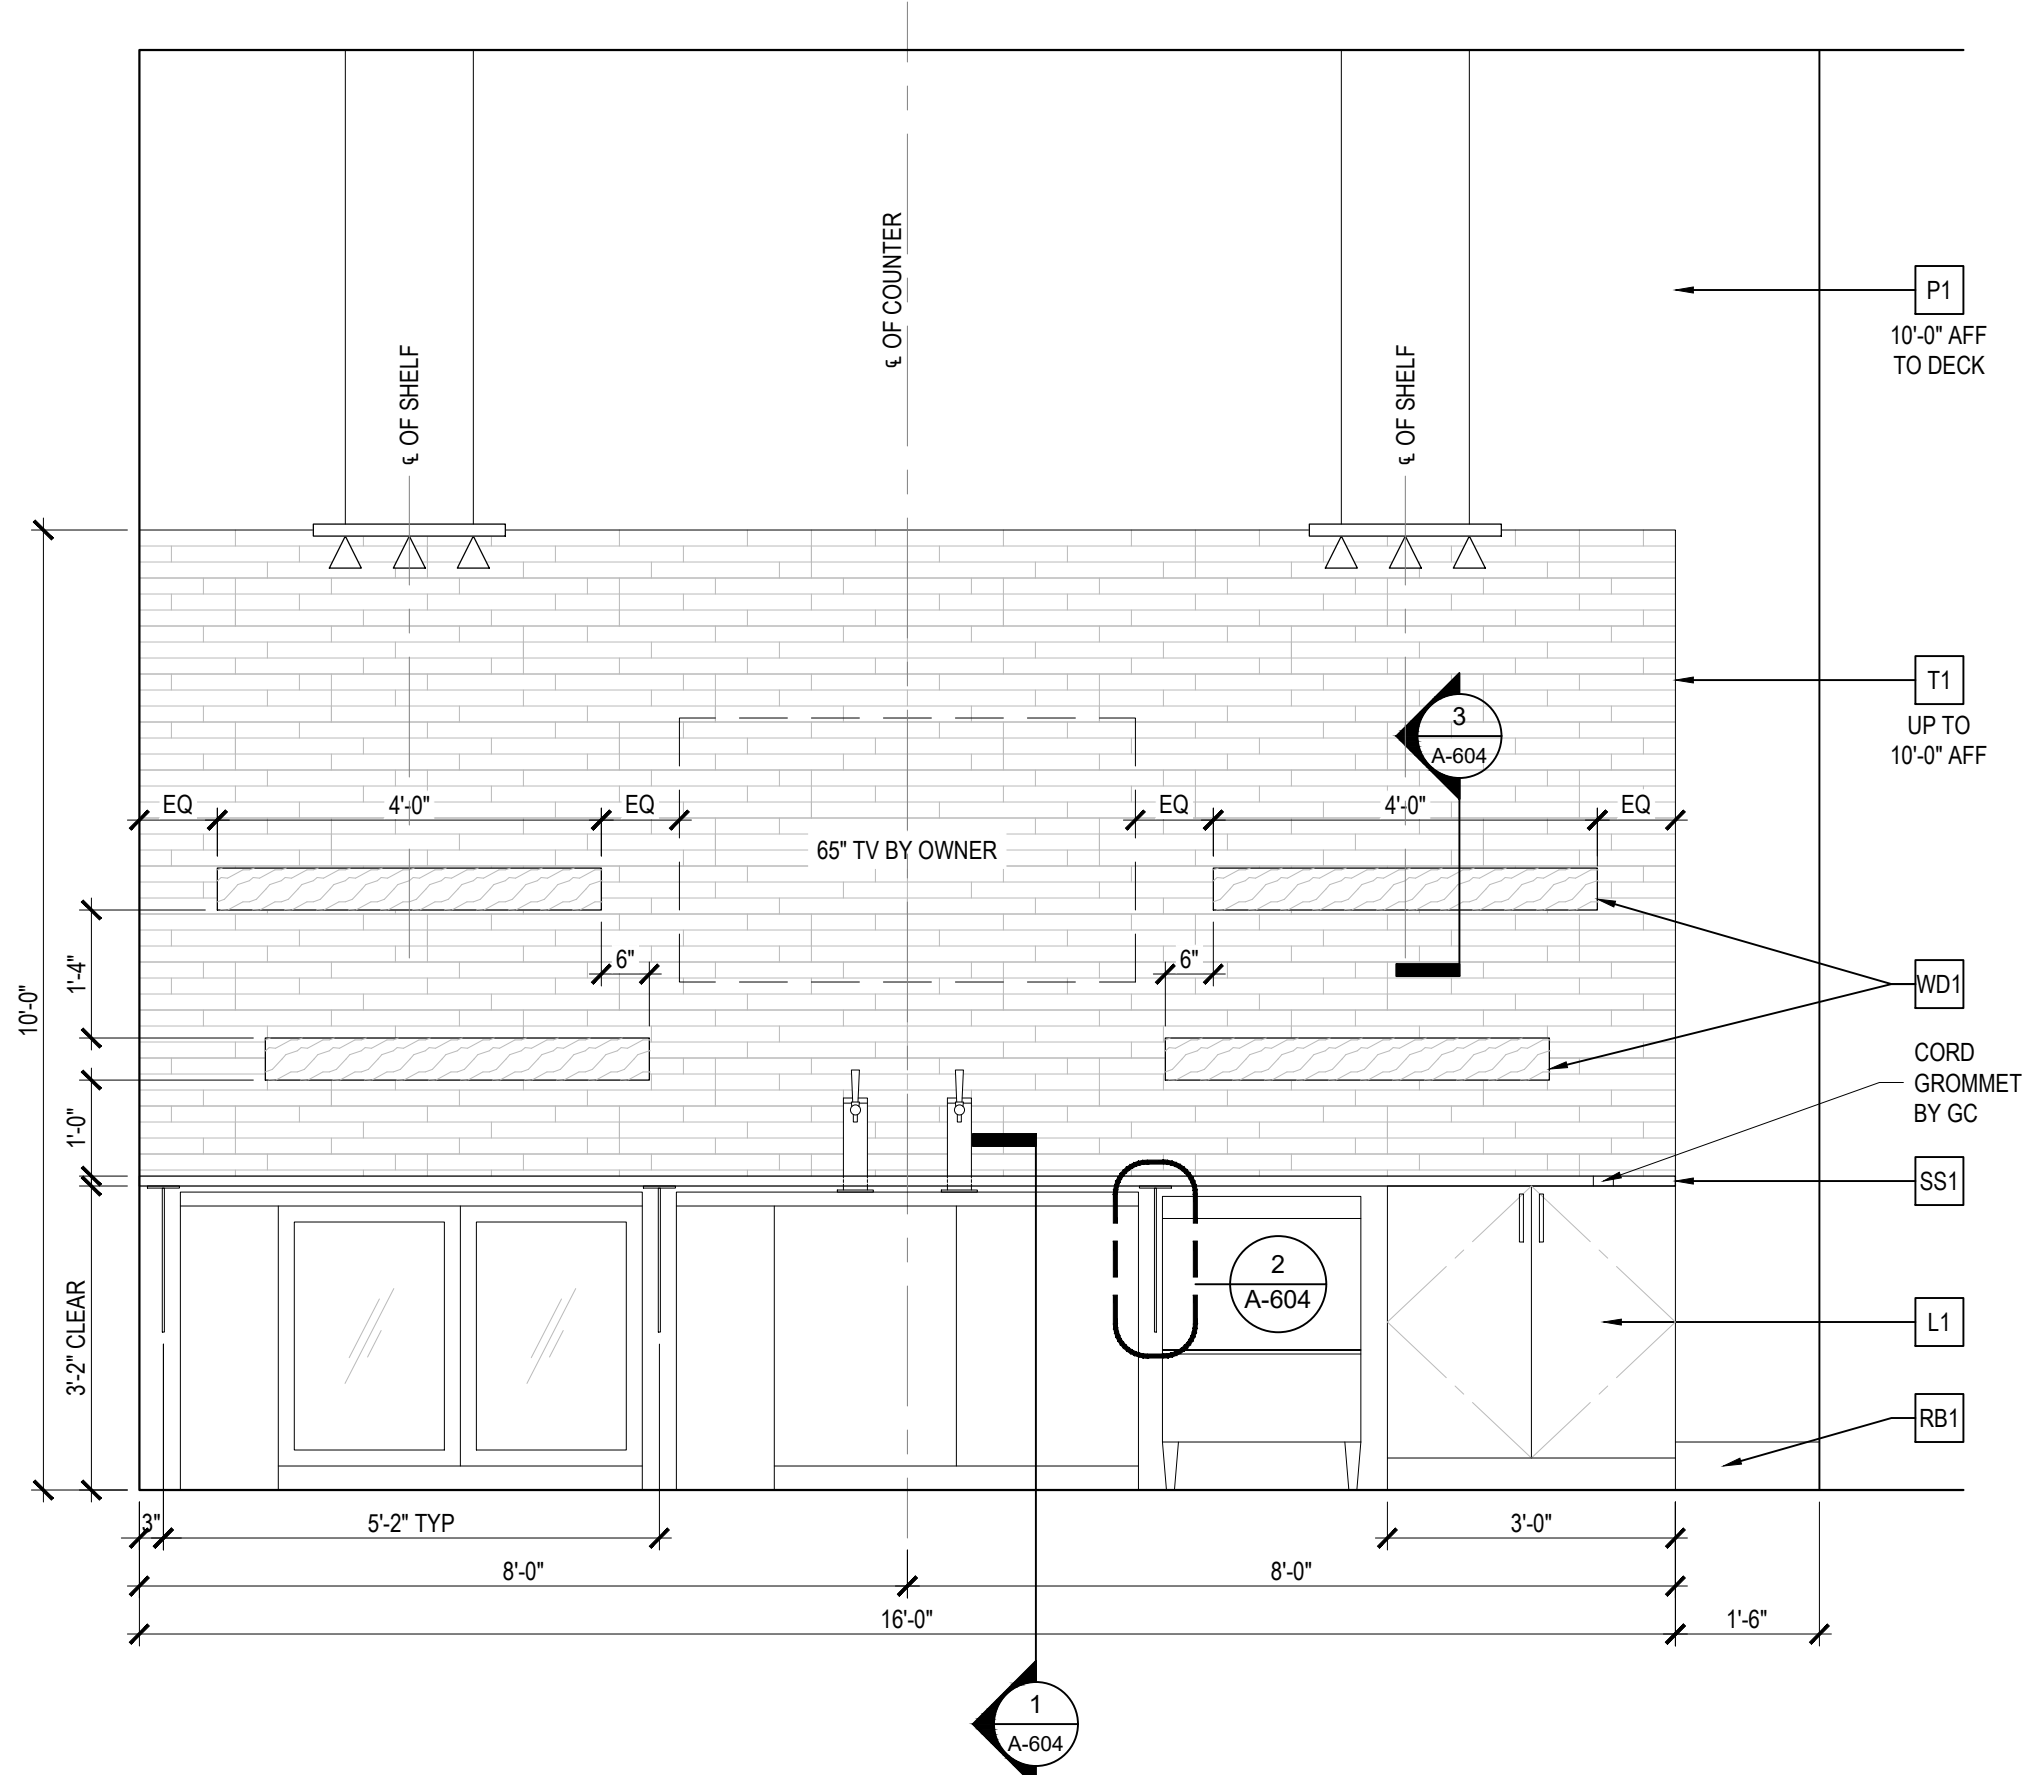 ℄ OF COUNTER
℄ OF SHELF
℄ OF SHELF
P1
10'-0" AFF
TO DECK
T1
UP TO
10'-0" AFF
3
A-604
EQ
4'-0"
EQ
EQ
4'-0"
EQ
65" TV BY OWNER
6"
6"
1'-4"
10'-0"
WD1
CORD
GROMMET
BY GC
1'-0"
SS1
2
A-604
3'-2" CLEAR
L1
RB1
3"
5'-2" TYP
3'-0"
8'-0"
8'-0"
16'-0"
1'-6"
1
A-604